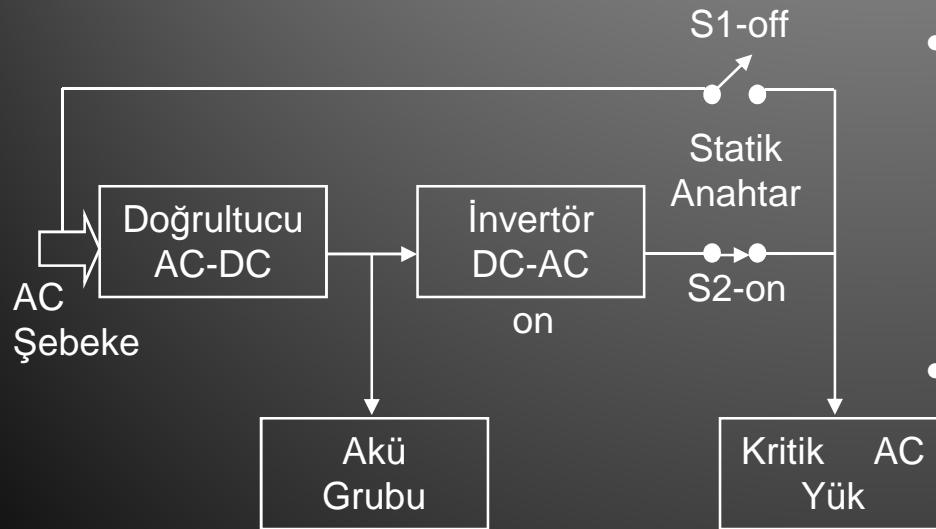 S1-off
Statik
Anahtar
Doğrultucu
AC-DC
İnvertör
DC-AC
on
S2-on
AC
Şebeke
Akü
Grubu
Kritik AC
Yük